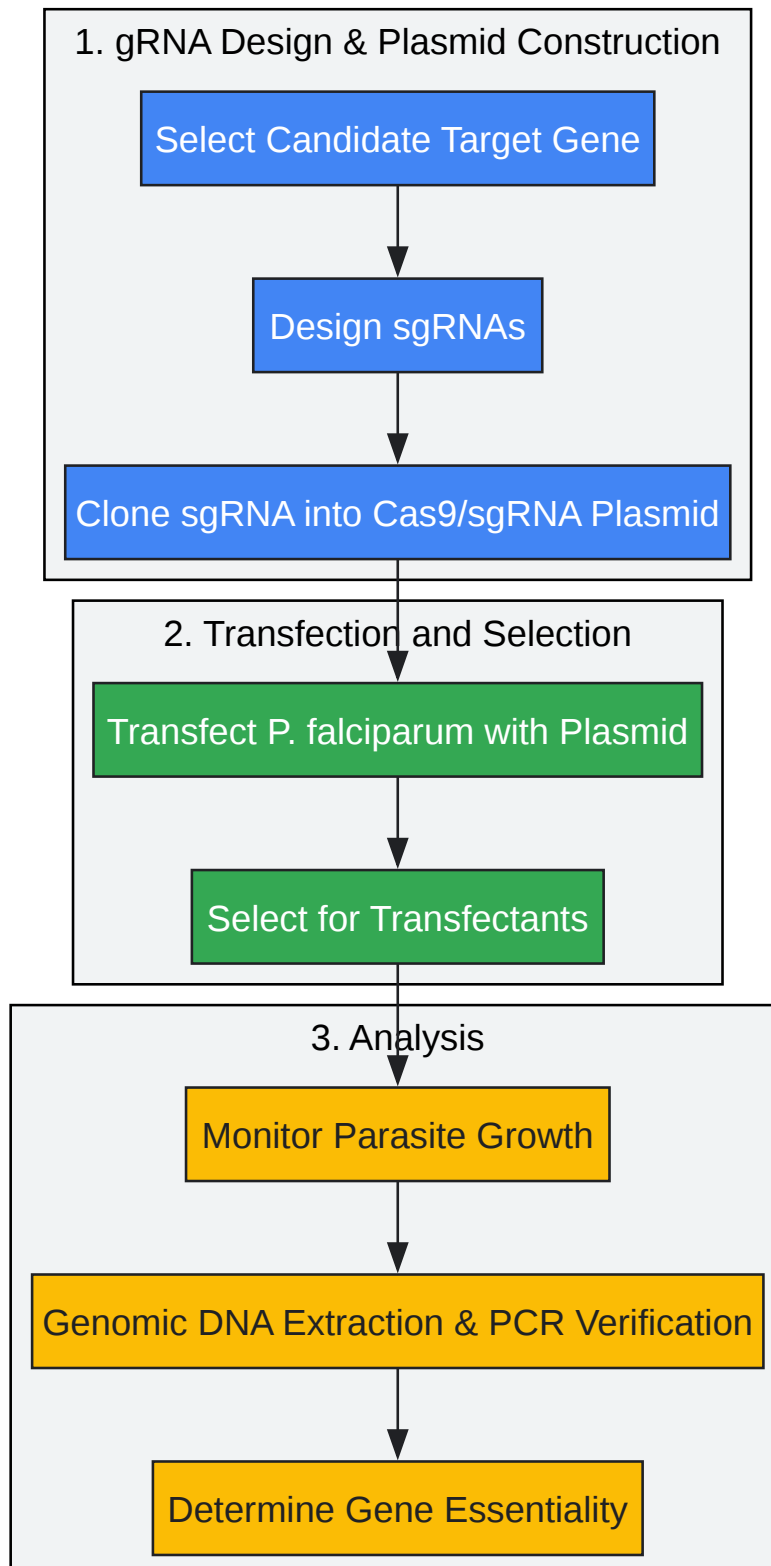 1. gRNA Design & Plasmid Construction
Select Candidate Target Gene
Design sgRNAs
Clone sgRNA into Cas9/sgRNA Plasmid
2. Transfection and Selection
Transfect P. falciparum with Plasmid
Select for Transfectants
3. Analysis
Monitor Parasite Growth
Genomic DNA Extraction & PCR Verification
Determine Gene Essentiality